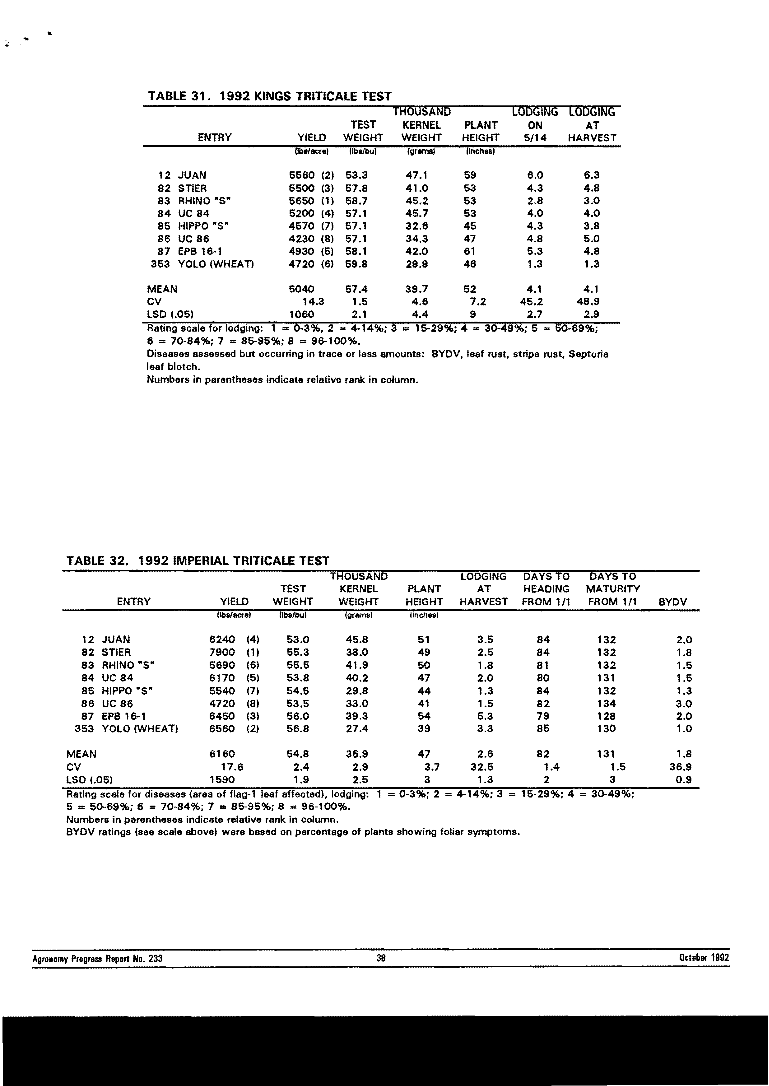 TABLE 31. 1992 KINGS TRITICALE TEST
THOUSAND LODGING LODGING
TEST KERNEL PLANT ON AT
ENTRY YIELD WEIGHT WEIGHT HEIGHT 5/14 HARVEST
(lbs/acre) (lbs/bu) (grams) (inches)
12 JUAN 5560 (2) 53.3 47.1 59 6.0 6.3
82 STIER 5500 (3) 57.8 41.0 53 4.3 4.8
83 RHINO "S" 5650 (1) 58.7 45.2 53 2.8 3.0
84 UC 84 5200 (4) 57.1 45.7 53 4.0 4.0
85 HIPPO "S" 4570 (7) 57.1 32.6 45 4.3 3.8
86 UC 86 4230 (8) 57.1 34.3 47 4.8 5.0
87 EPB 16-1 4930 (5) 58.1 42.0 61 5.3 4.8
353 YOLO (WHEAT) 4720 (6) 59.8 29.9 46 1.3 1.3
MEAN 5040 57.4 39.7 52 4.1 4.1
CV 14.3 1.5 4.6 7.2 45.2 48.9
LSD (.05) 1060 2.1 4.4 9 2.7 2.9
Rating scale for lodging: 1 = 0-3%, 2 = 4-14%; 3 = 15-29%; 4 = 30-49%; 5 = 50-69%;
6 = 70-84%; 7 = 85-95%; 8 = 96-100%.
Diseases assessed but occurring in trace or less amounts: BYDV, leaf rust, stripe rust, Septoria
leaf blotch.
Numbers in parentheses indicate relative rank in column.
TABLE 32. 1992 IMPERIAL TRITICALE TEST
THOUSAND LODGING DAYS TO DAYS TO
TEST KERNEL PLANT AT HEADING MATURITY
ENTRY YIELD WEIGHT WEIGHT HEIGHT HARVEST FROM 1/1 FROM 1/1 BYDV
(lbs/acre) (lbs/bu) (grams) (inches)
12 JUAN 6240 (4) 53.0 45.8 51 3.5 84 132 2.0
82 STIER 7900 (1) 55.3 38.0 49 2.5 84 132 1.8
83 RHINO "S" 5690 (6) 55.5 41.9 50 1.8 81 132 1.5
84 UC 84 6170 (5) 53.8 40.2 47 2.0 80 131 1.5
85 HIPPO "S" 5540 (7) 54.5 29.8 44 1.3 84 132 1.3
86 UC 86 4720 (8) 53.5 33.0 41 1.5 82 134 3.0
87 EPB 16-1 6450 (3) 56.0 39.3 54 5.3 79 128 2.0
353 YOLO (WHEAT) 6560 (2) 56.8 27.4 39 3.3 85 130 1.0
MEAN 6160 54.8 36.9 47 2.6 82 131 1.8
CV 17.6 2.4 2.9 3.7 32.5 1.4 1.5 36.9
LSD (.05) 1590 1.9 2.5 3 1.3 2 3 0.9
Rating scale for diseases (area of flag-1 leaf affected), lodging: 1 = 0-3%; 2 = 4-14%; 3 = 15-29%; 4 = 30-49%;
5 = 50-69%; 6 = 70-84%; 7 = 85-95%; 8 = 96-100%.
Numbers in parentheses indicate relative rank in column.
BYDV ratings (see scale above) were based on percentage of plants showing foliar symptoms.
Agronomy Progress Report No. 233 38 October 1992